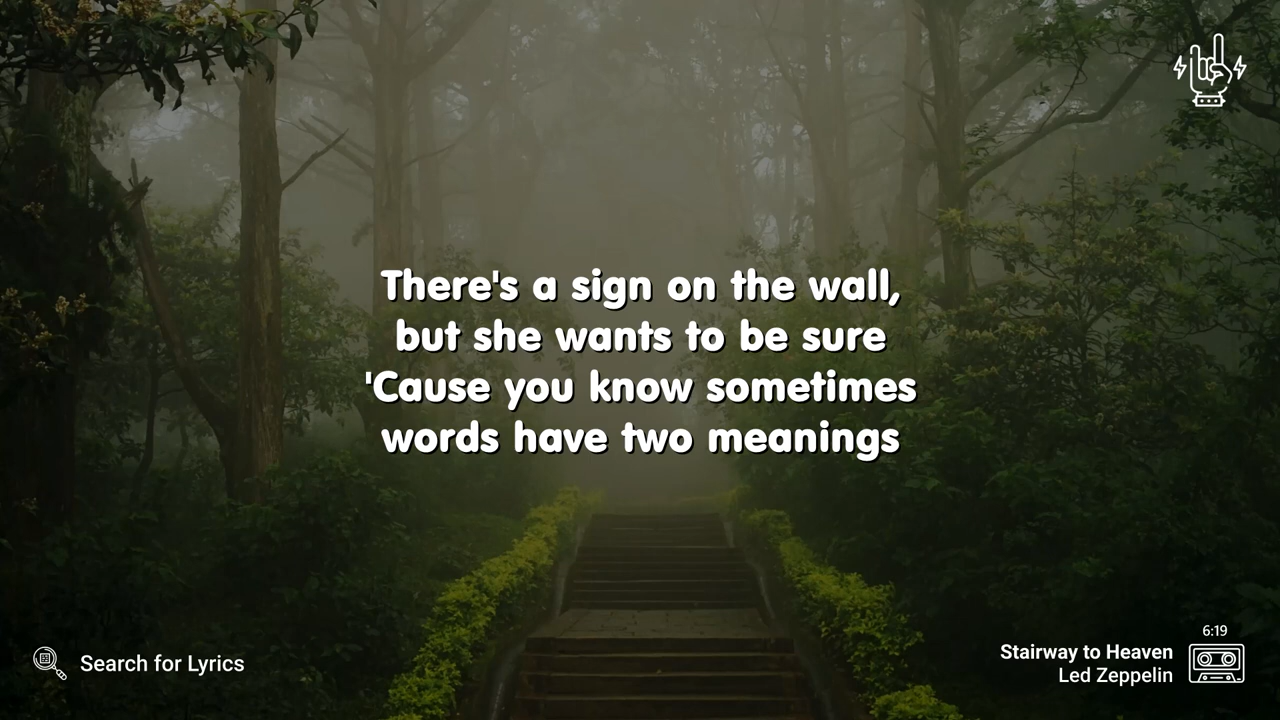 There's a sign on the wall,
but she wants to be sure
'Cause you know sometimes
words have two meanings
6:19
Search for Lyrics
Stairway to Heaven
Led Zeppelin